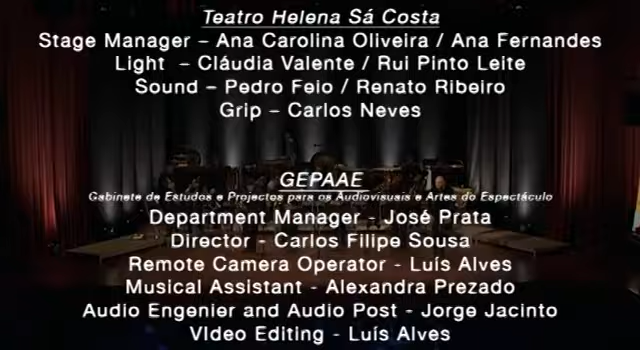 Teatro Helena Sá Costa
Stage Manager – Ana Carolina Oliveira / Ana Fernandes
Light – Cláudia Valente / Rui Pinto Leite
Sound – Pedro Feio / Renato Ribeiro
Grip – Carlos Neves
GEPAAE
Gabinete de Estudos e Projectos para os Audiovisuais e Artes do Espectáculo
Department Manager - José Prata
Director - Carlos Filipe Sousa
Remote Camera Operator - Luís Alves
Musical Assistant - Alexandra Prezado
Audio Engenier and Audio Post - Jorge Jacinto
VIdeo Editing - Luís Alves